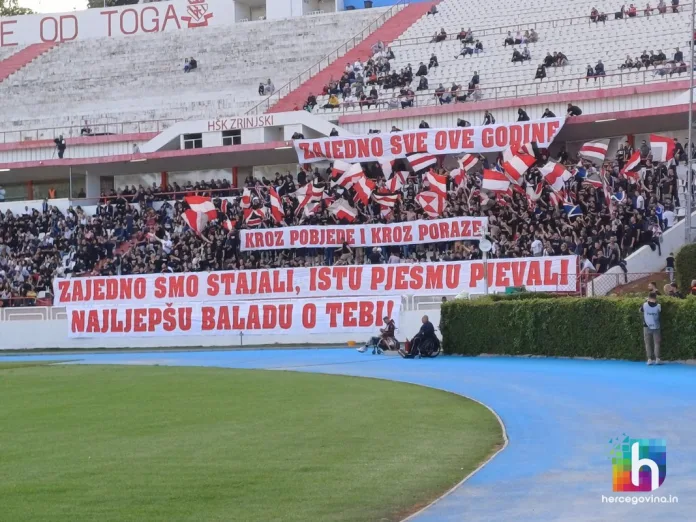 E OD TOGA
HŠK ZRINJSKI
ZAJEDNO SVE OVE GODINE
KROZ POBJEDE I KROZ PORAZE
ZAJEDNO SMO STAJALI, ISTU PJESMU PJEVALI
NAJLJEPŠU BALADU O TEBI!
h
hercegovina.in